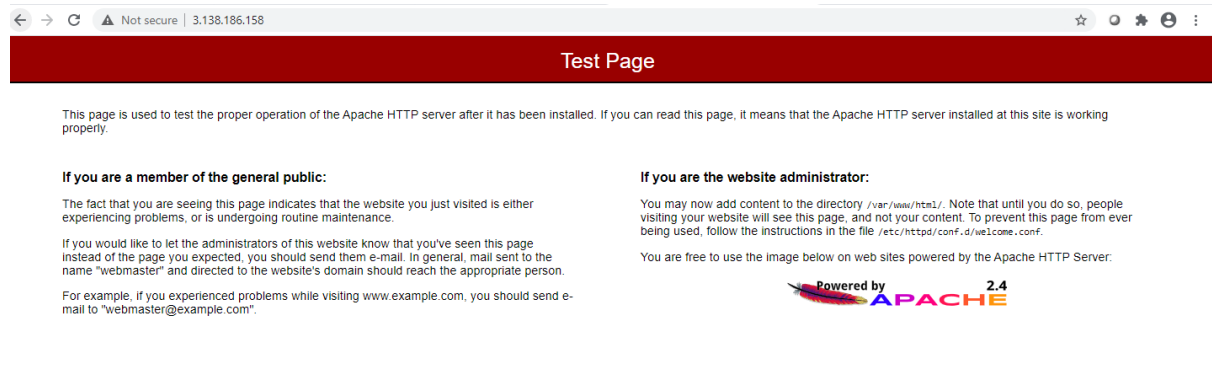 Not secure | 3.138.186.158
Test Page
This page is used to test the proper operation of the Apache HTTP server after it has been installed. If you can read this page, it means that the Apache HTTP server installed at this site is working
properly.
If you are a member of the general public:
The fact that you are seeing this page indicates that the website you just visited is either
experiencing problems, or is undergoing routine maintenance.
If you would like to let the administrators of this website know that you've seen this page
instead of the page you expected, you should send them e-mail. In general, mail sent to the
name "webmaster" and directed to the website's domain should reach the appropriate person.
For example, if you experienced problems while visiting www.example.com, you should send e-
mail to "webmaster@example.com".
If you are the website administrator:
You may now add content to the directory /var/www/html/. Note that until you do so, people
visiting your website will see this page, and not your content. To prevent this page from ever
being used, follow the instructions in the file /etc/httpd/conf.d/welcome.conf.
You are free to use the image below on web sites powered by the Apache HTTP Server:
Powered by 2.4
APACHE